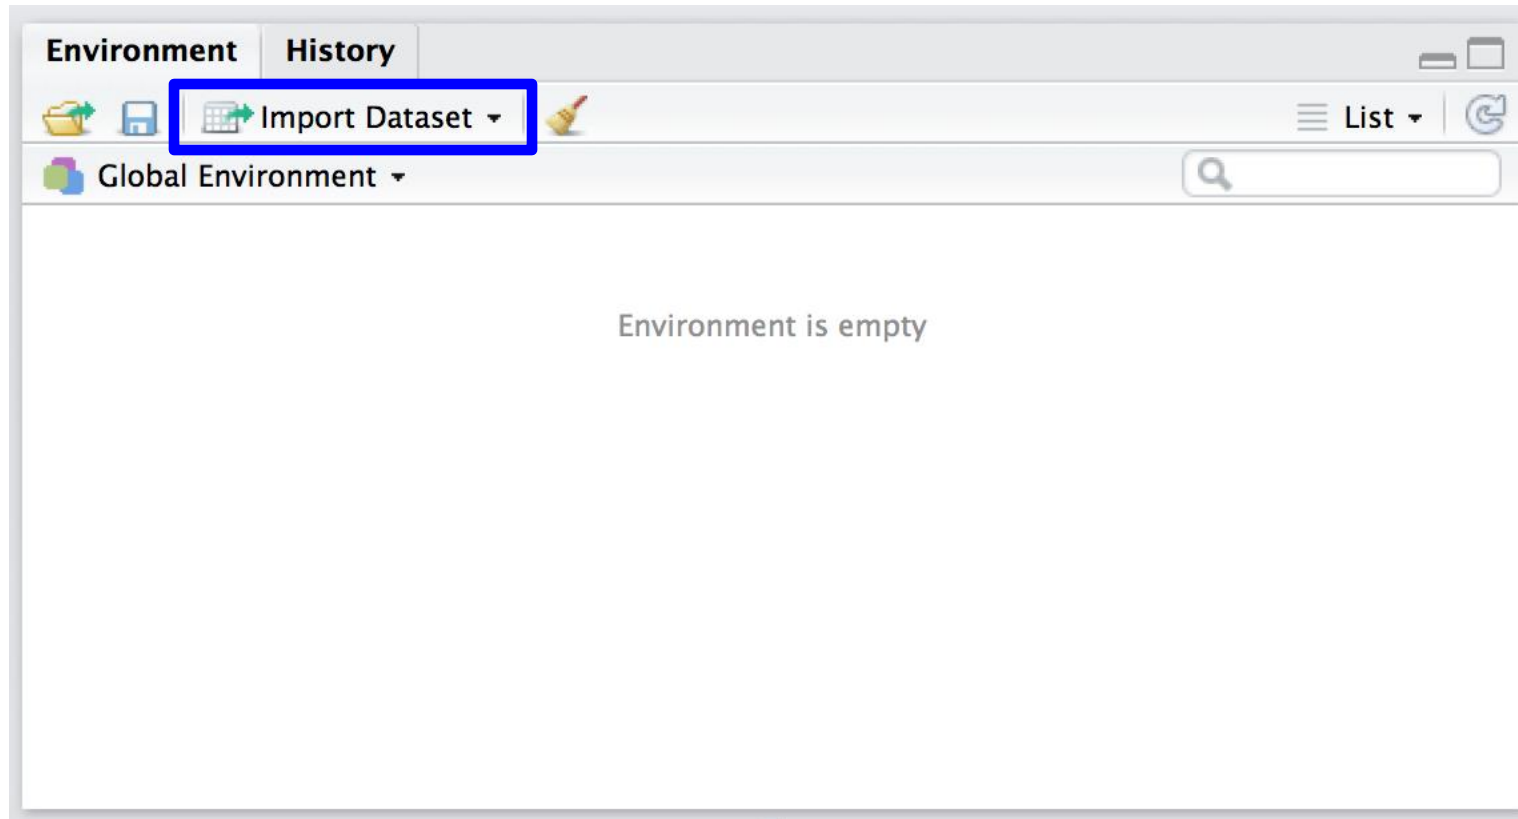 Environment History
Import Dataset List
Global Environment
Environment is empty